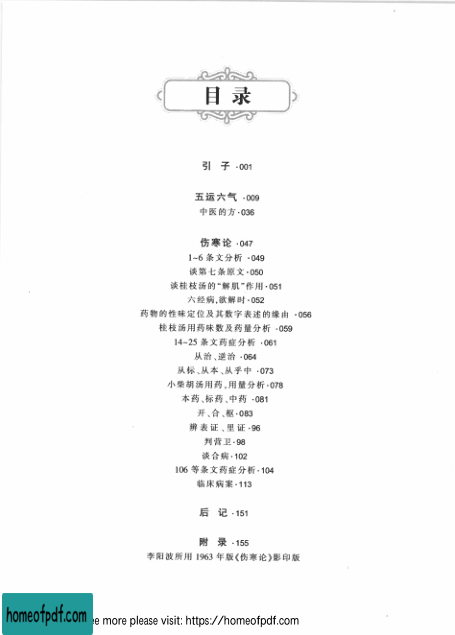 目录
引 子 ·001
五运六气 ·009
中医的方·036
伤寒论 ·047
1~6 条文分析 ·049
谈第七条原文·050
谈桂枝汤的“解肌”作用·051
六经病,欲解时·052
药物的性味定位及其数字表述的缘由 ·056
桂枝汤用药味数及药量分析 ·059
14~25 条文药症分析 ·061
从治、逆治 ·064
从标、从本、从乎中 ·073
小柴胡汤用药,用量分析·078
本药、标药、中药 ·081
开、合、枢·083
辨表证、里证·96
判营卫·98
谈合病·102
106 等条文药症分析·104
临床病案·113
后 记 ·151
附 录 ·155
李阳波所用 1963 年版《伤寒论》影印版
homeofpdf.com
ee more please visit: https://homeofpdf.com